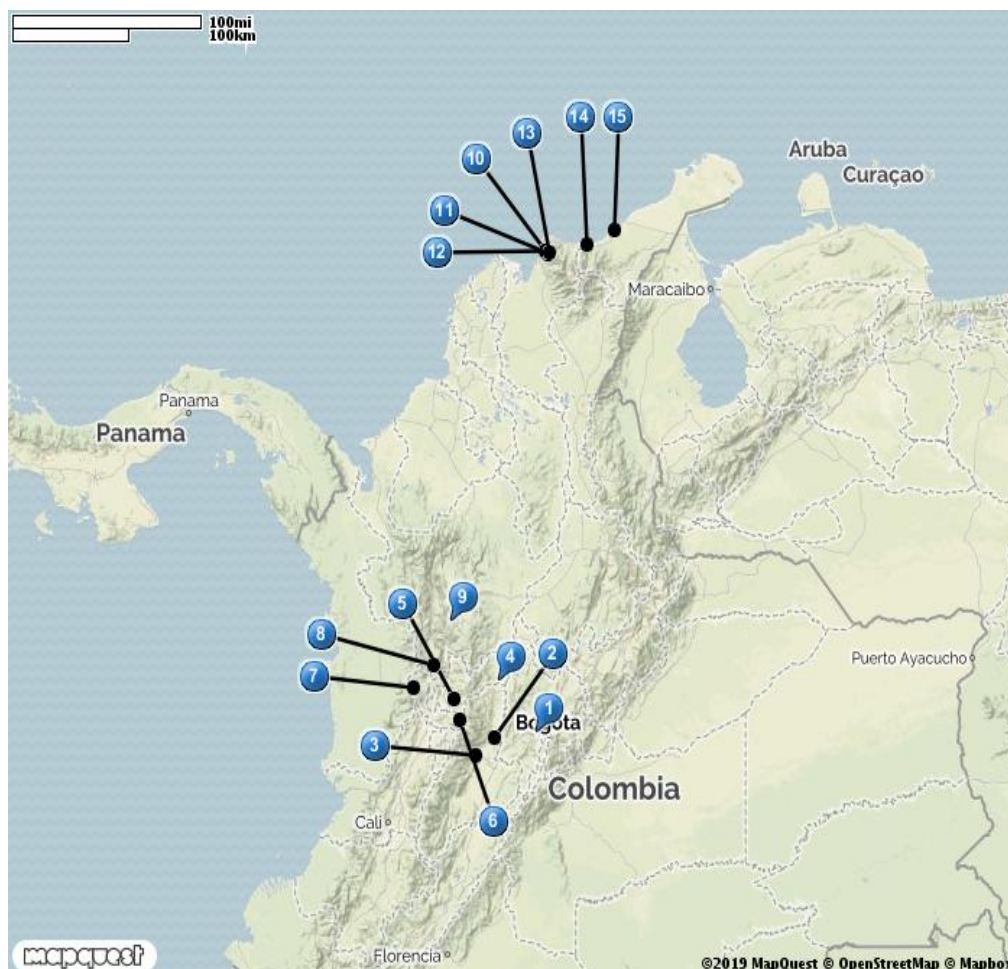 100mi
100km
14
15
13
10
Aruba
Curaçao
11
12
Maracaibo
Panama
Panama
5
9
8
4
2
Puerto Ayacucho
7
1
Bogota
3
Colombia
Cali
6
mapquest
Florencia
©2019 MapQuest © OpenStreetMap © Mapbo